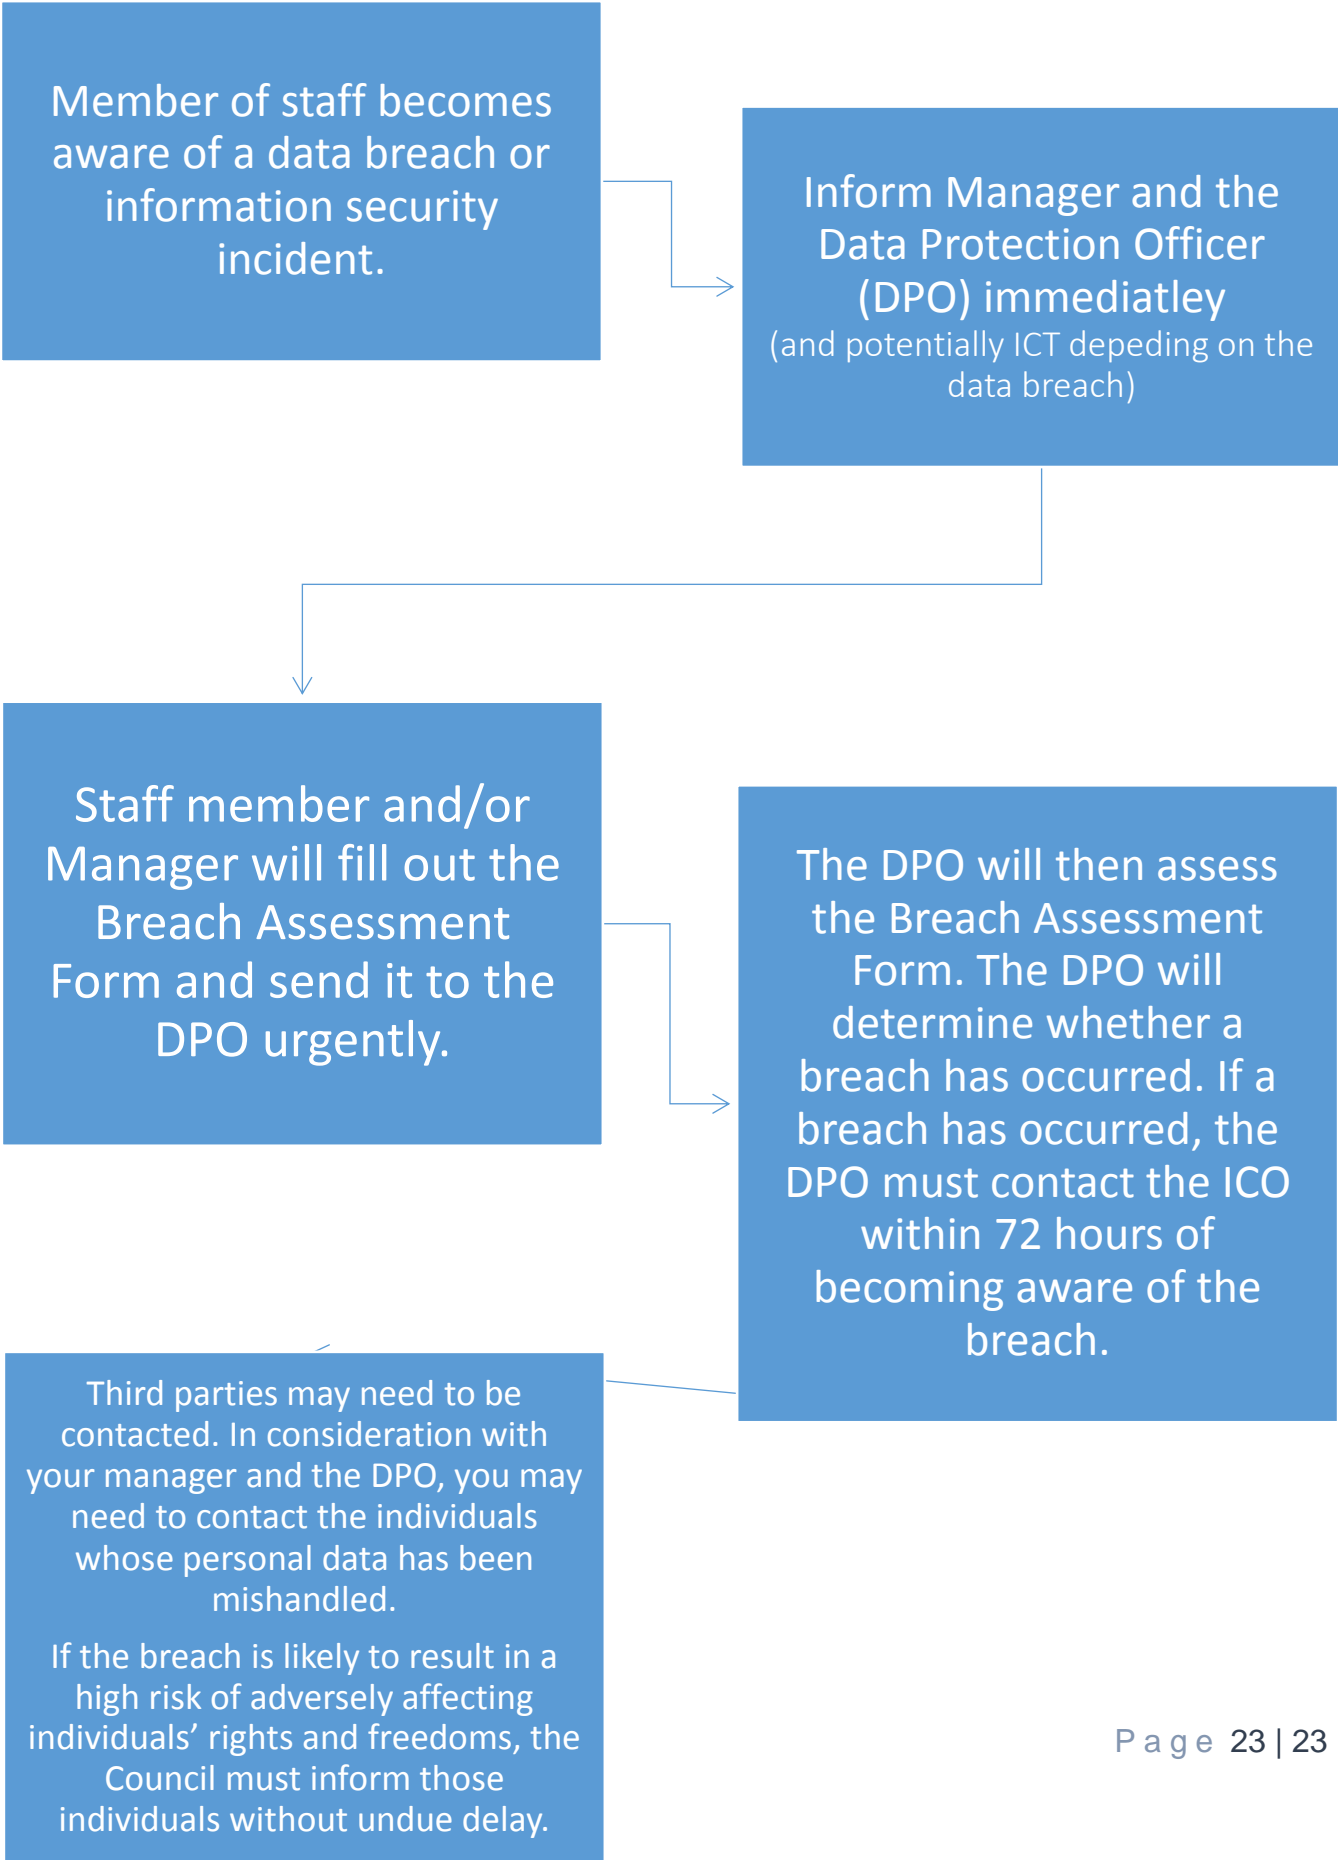 Member of staff becomes
aware of a data breach or
information security
incident.
Inform Manager and the
Data Protection Officer
(DPO) immediatley
(and potentially ICT depeding on the
data breach)
Staff member and/or
Manager will fill out the
Breach Assessment
Form and send it to the
DPO urgently.
The DPO will then assess
the Breach Assessment
Form. The DPO will
determine whether a
breach has occurred. If a
breach has occurred, the
DPO must contact the ICO
within 72 hours of
becoming aware of the
breach.
Third parties may need to be
contacted. In consideration with
your manager and the DPO, you may
need to contact the individuals
whose personal data has been
mishandled.
If the breach is likely to result in a
high risk of adversely affecting
individuals’ rights and freedoms, the
Council must inform those
individuals without undue delay.
Page 23 | 23